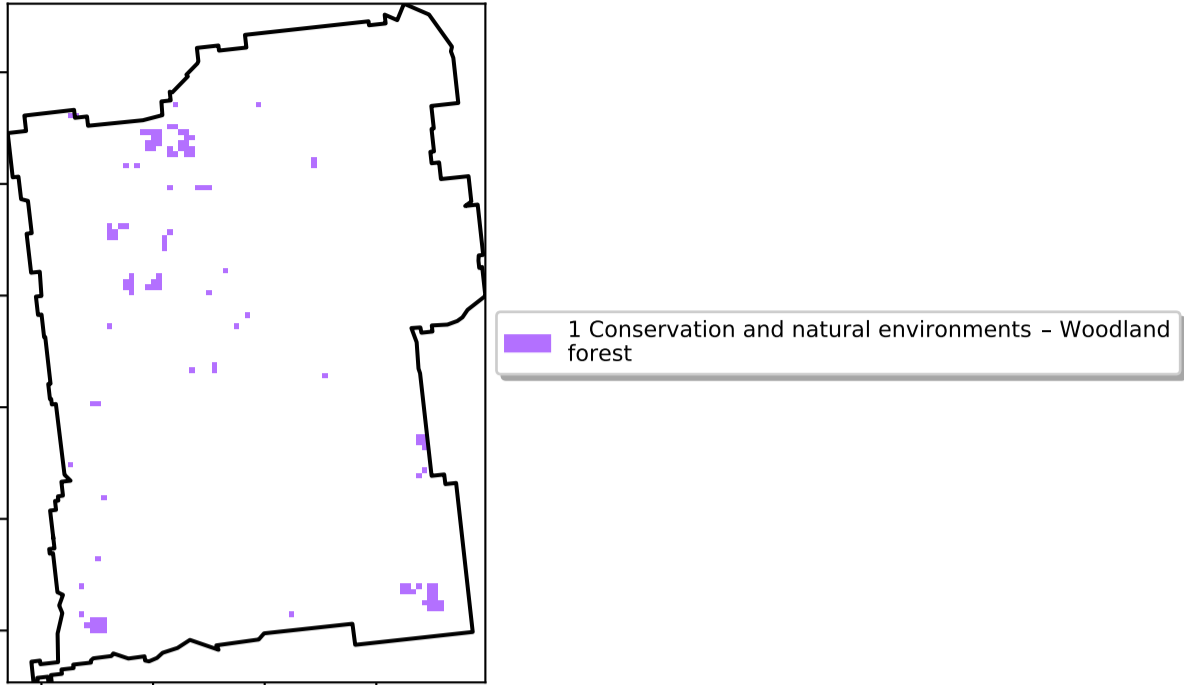 1 Conservation and natural environments – Woodland
forest